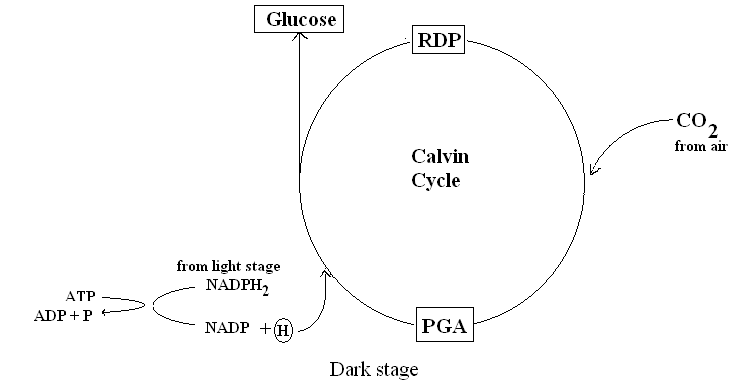 Glucose
RDP
CO2
from air
Calvin
Cycle
from light stage
NADPH2
ATP
ADP + P
NADP + H
PGA
Dark stage